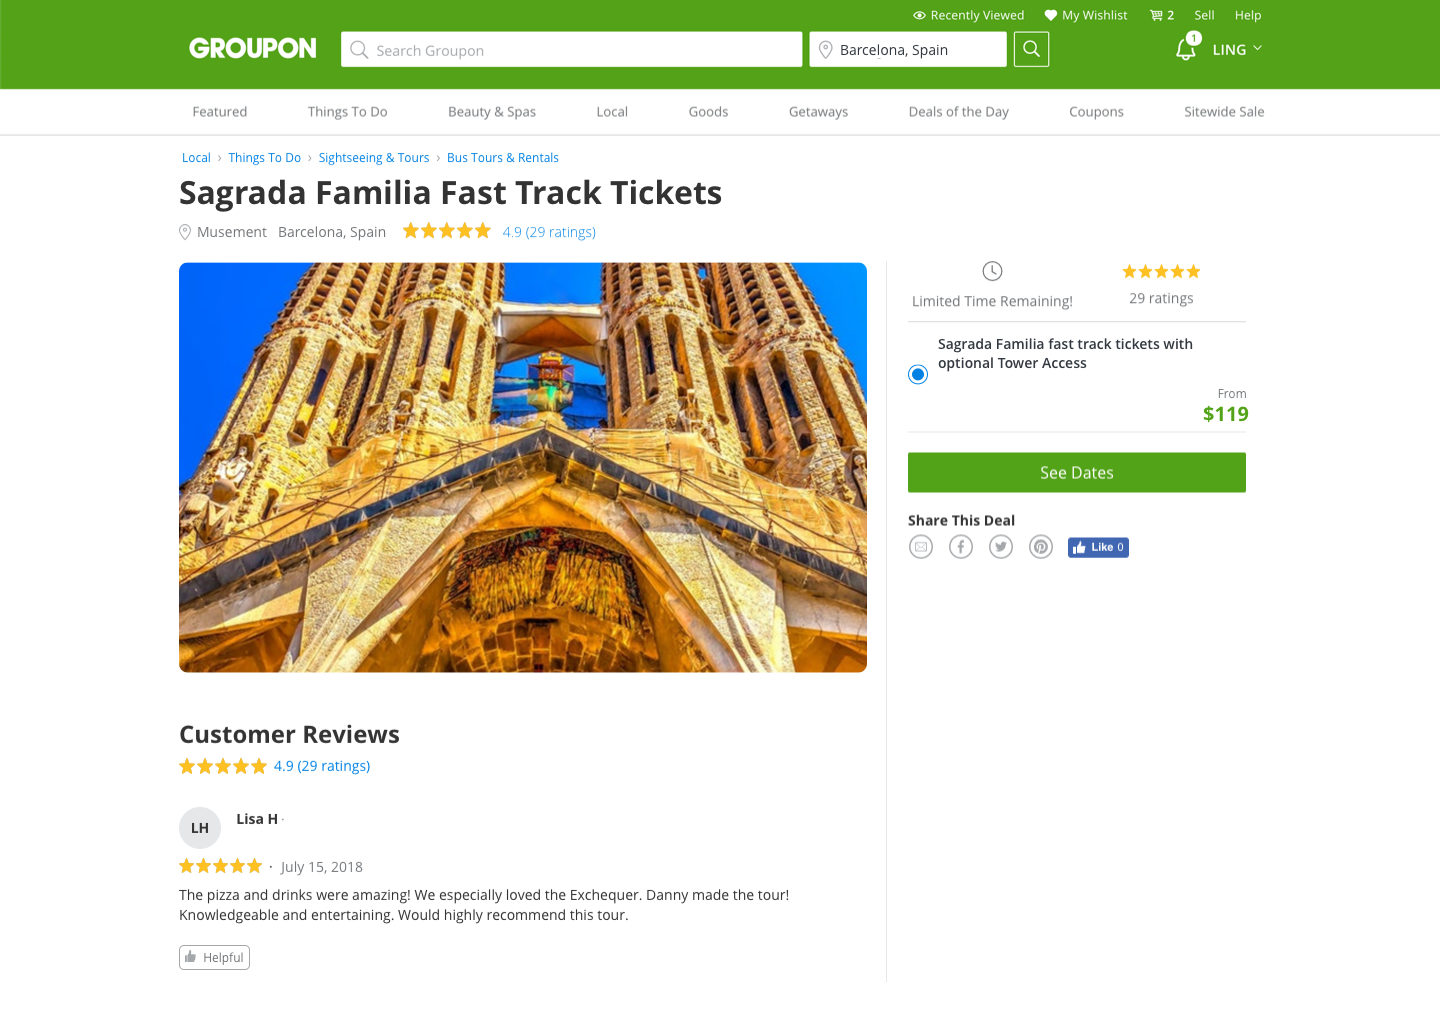 Recently Viewed
My Wishlist
2
Sell
Help
GROUPON
Search Groupon
Barcelona, Spain
1
LING
Featured
Things To Do
Beauty & Spas
Local
Goods
Getaways
Deals of the Day
Coupons
Sitewide Sale
Local › Things To Do › Sightseeing & Tours › Bus Tours & Rentals
Sagrada Familia Fast Track Tickets
Musement Barcelona, Spain 4.9 (29 ratings)
Limited Time Remaining!
29 ratings
Sagrada Familia fast track tickets with
optional Tower Access
From
$119
See Dates
Share This Deal
Like 0
Customer Reviews
4.9 (29 ratings)
LH
Lisa H ·
· July 15, 2018
The pizza and drinks were amazing! We especially loved the Exchequer. Danny made the tour!
Knowledgeable and entertaining. Would highly recommend this tour.
Helpful